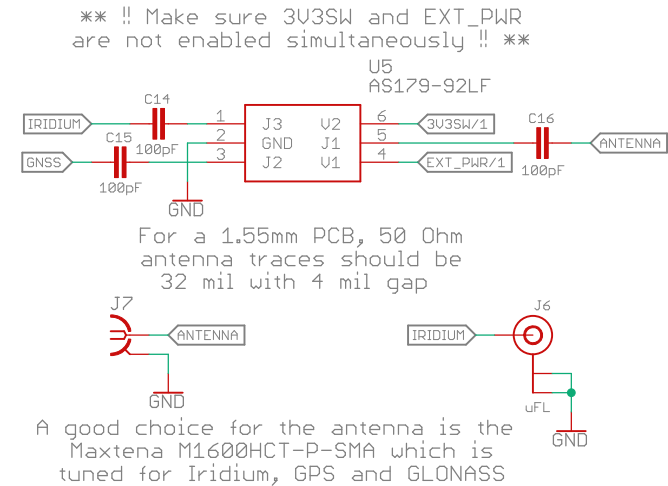 ** !! Make sure 3V3SW and EXT_PWR
are not enabled simultaneously !! **
U5
AS179-92LF
C14
IRIDIUM
100pF
C15
GNSS
100pF
1
2
3
J3
GND
J2
V2
J1
V1
6
5
4
3V3SW/1
EXT_PWR/1
C16
100pF
ANTENNA
GND
For a 1.55mm PCB, 50 Ohm
antenna traces should be
32 mil with 4 mil gap
J7
ANTENNA
GND
J6
IRIDIUM
uFL
GND
A good choice for the antenna is the
Maxtena M1600HCT-P-SMA which is
tuned for Iridium, GPS and GLONASS